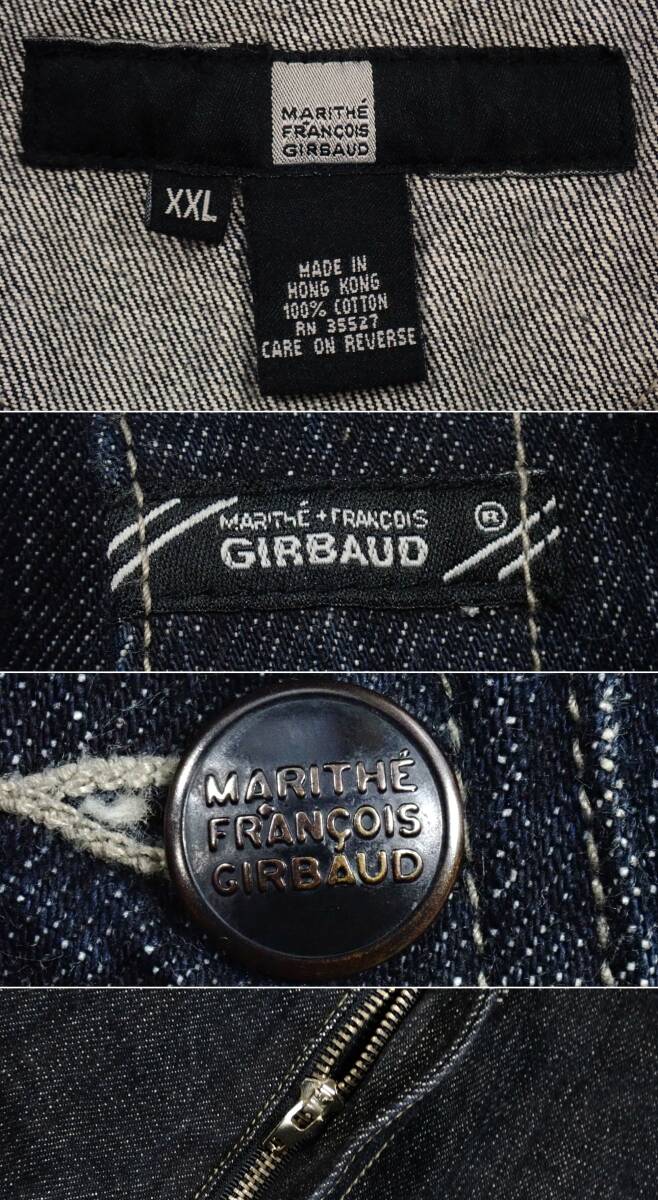 MARITHÉ
FRANÇOIS
GIRBAUD
XXL
MADE IN
HONG KONG
100% COTTON
RN 35527
CARE ON REVERSE
MARITHÉ + FRANÇOIS
GIRBAUD
®
MARITHÉ
FRANÇOIS
GIRBAUD